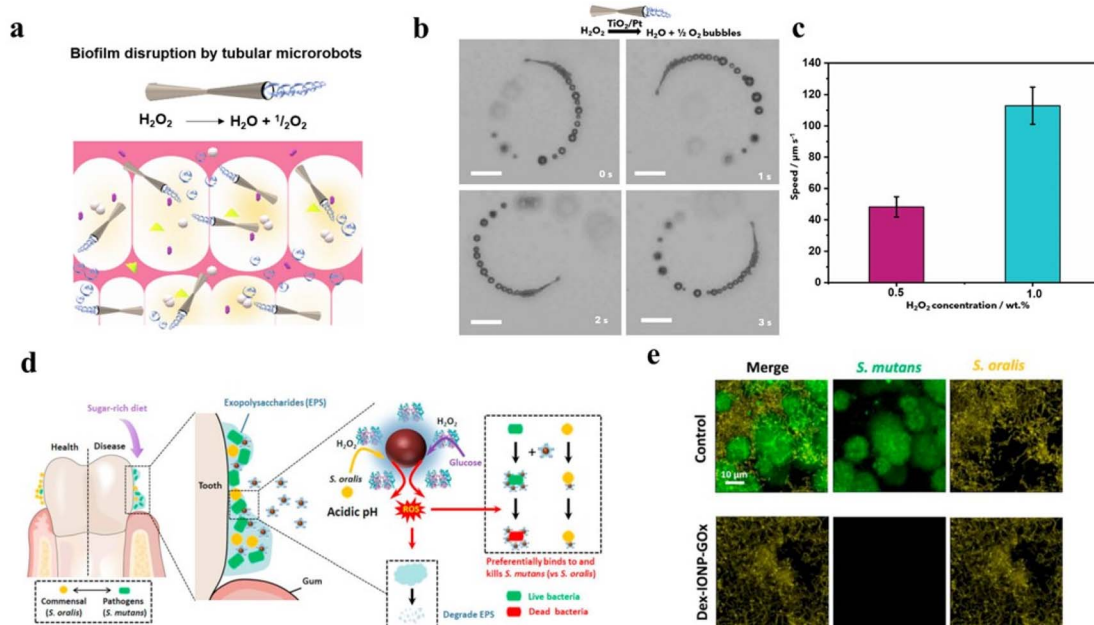 a
Biofilm disruption by tubular microrobots
H₂O₂ → H₂O + ¹/₂O₂
b
TiO₂/Pt
H₂O₂ → H₂O + ½ O₂ bubbles
0 s
1 s
2 s
3 s
c
Speed / µm s⁻¹
140
120
100
80
60
40
20
0
0.5
1.0
H₂O₂ concentration / wt.%
d
Sugar-rich diet
Health
Disease
Commensal
(S. oralis)
Pathogens
(S. mutans)
Exopolysaccharides (EPS)
Tooth
Gum
H₂O₂
H₂O₂
Glucose
S. oralis
Acidic pH
ROS
Degrade EPS
+
Preferentially binds to and
kills S. mutans (vs S. oralis)
Live bacteria
Dead bacteria
e
Merge
S. mutans
S. oralis
Control
10 µm
Dex-IONP-GOx